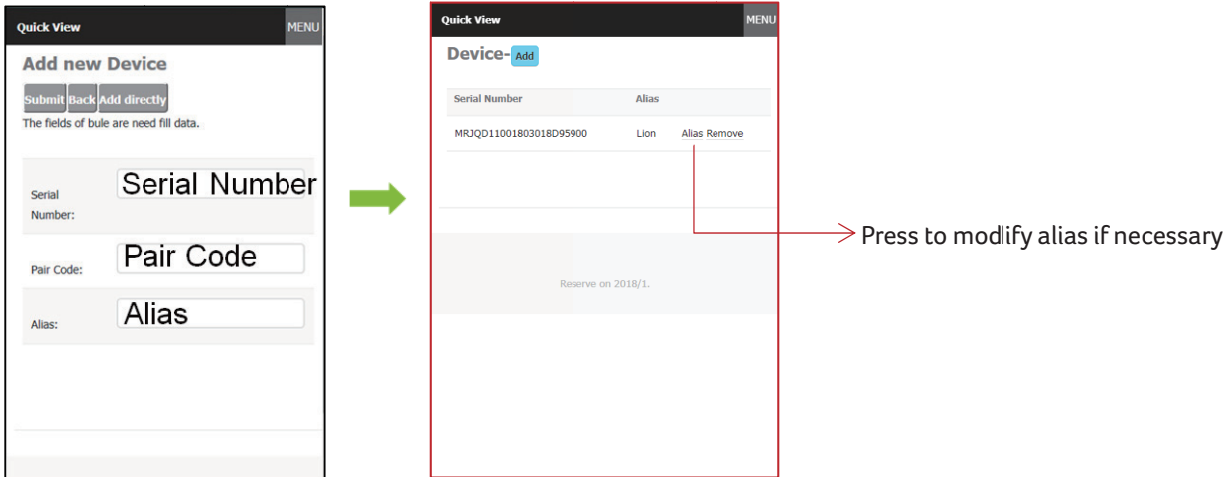 Quick View MENU
Add new Device
Submit Back Add directly
The fields of bule are need fill data.
Serial Number: Serial Number
Pair Code: Pair Code
Alias: Alias
Quick View MENU
Device- Add
Serial Number Alias
MRJQD11001803018D95900 Lion Alias Remove
Press to modify alias if necessary
Reserve on 2018/1.